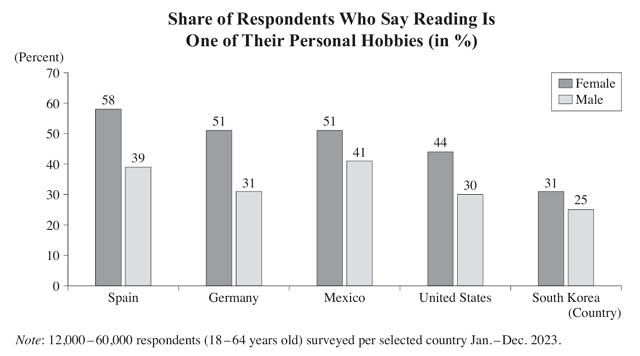 Share of Respondents Who Say Reading Is
One of Their Personal Hobbies (in %)
(Percent)
70
60
50
40
30
20
10
0
Female
Male
58
39
51
31
51
41
44
30
31
25
Spain
Germany
Mexico
United States
South Korea
(Country)
Note: 12,000–60,000 respondents (18–64 years old) surveyed per selected country Jan.–Dec. 2023.